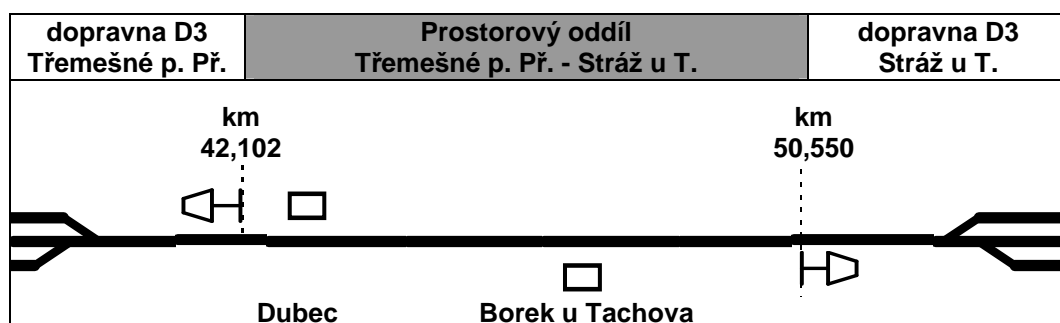 dopravna D3
Třemešné p. Př.
Prostorový oddíl
Třemešné p. Př. - Stráž u T.
dopravna D3
Stráž u T.
km
42,102
km
50,550
Dubec
Borek u Tachova